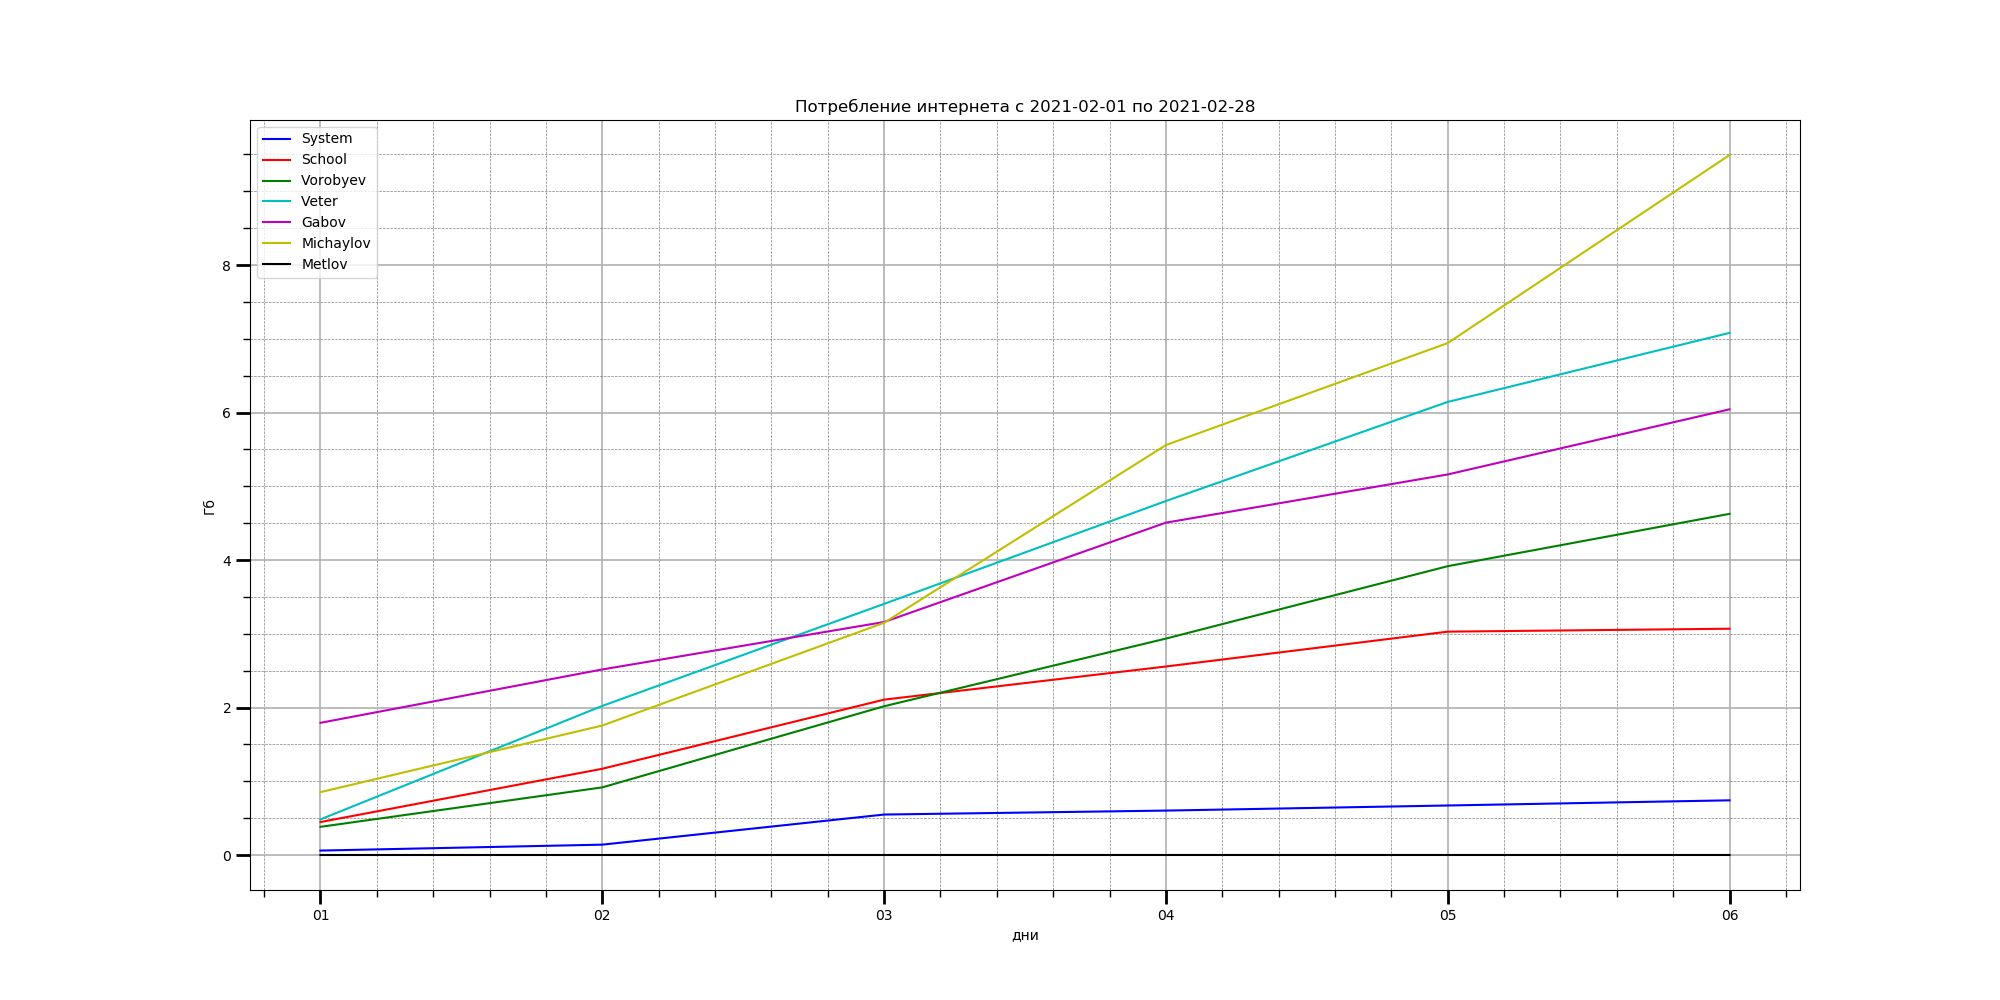 Потребление интернета с 2021-02-01 по 2021-02-28
System
School
Vorobyev
Veter
Gabov
Michaylov
Metlov
8
6
4
2
0
Гб
01 02 03 04 05 06
дни